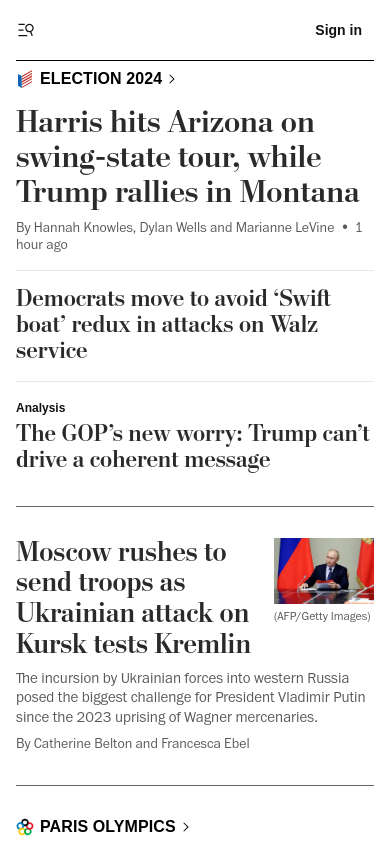 Sign in
ELECTION 2024
Harris hits Arizona on
swing-state tour, while
Trump rallies in Montana
By Hannah Knowles, Dylan Wells and Marianne LeVine • 1
hour ago
Democrats move to avoid ‘Swift
boat’ redux in attacks on Walz
service
Analysis
The GOP’s new worry: Trump can’t
drive a coherent message
Moscow rushes to
send troops as
Ukrainian attack on
Kursk tests Kremlin
(AFP/Getty Images)
The incursion by Ukrainian forces into western Russia
posed the biggest challenge for President Vladimir Putin
since the 2023 uprising of Wagner mercenaries.
By Catherine Belton and Francesca Ebel
PARIS OLYMPICS